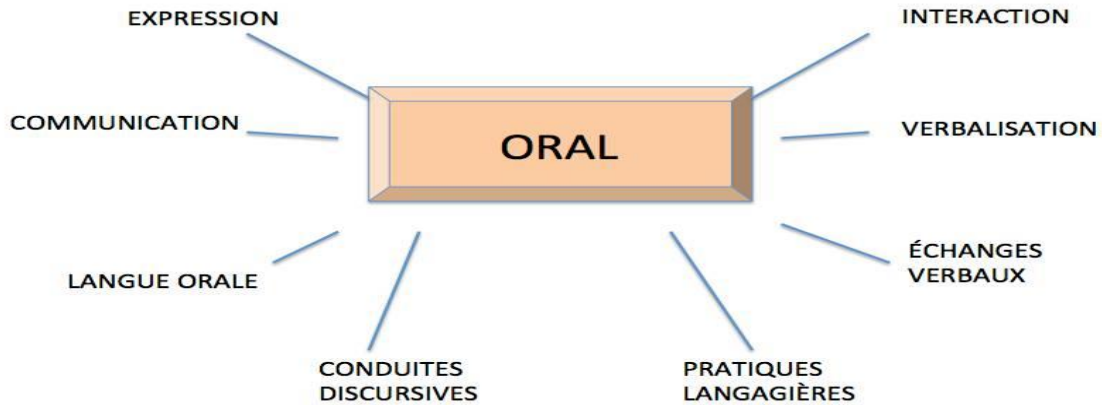 EXPRESSION
INTERACTION
COMMUNICATION
ORAL
VERBALISATION
LANGUE ORALE
ÉCHANGES
VERBAUX
CONDUITES
DISCURSIVES
PRATIQUES
LANGAGIÈRES